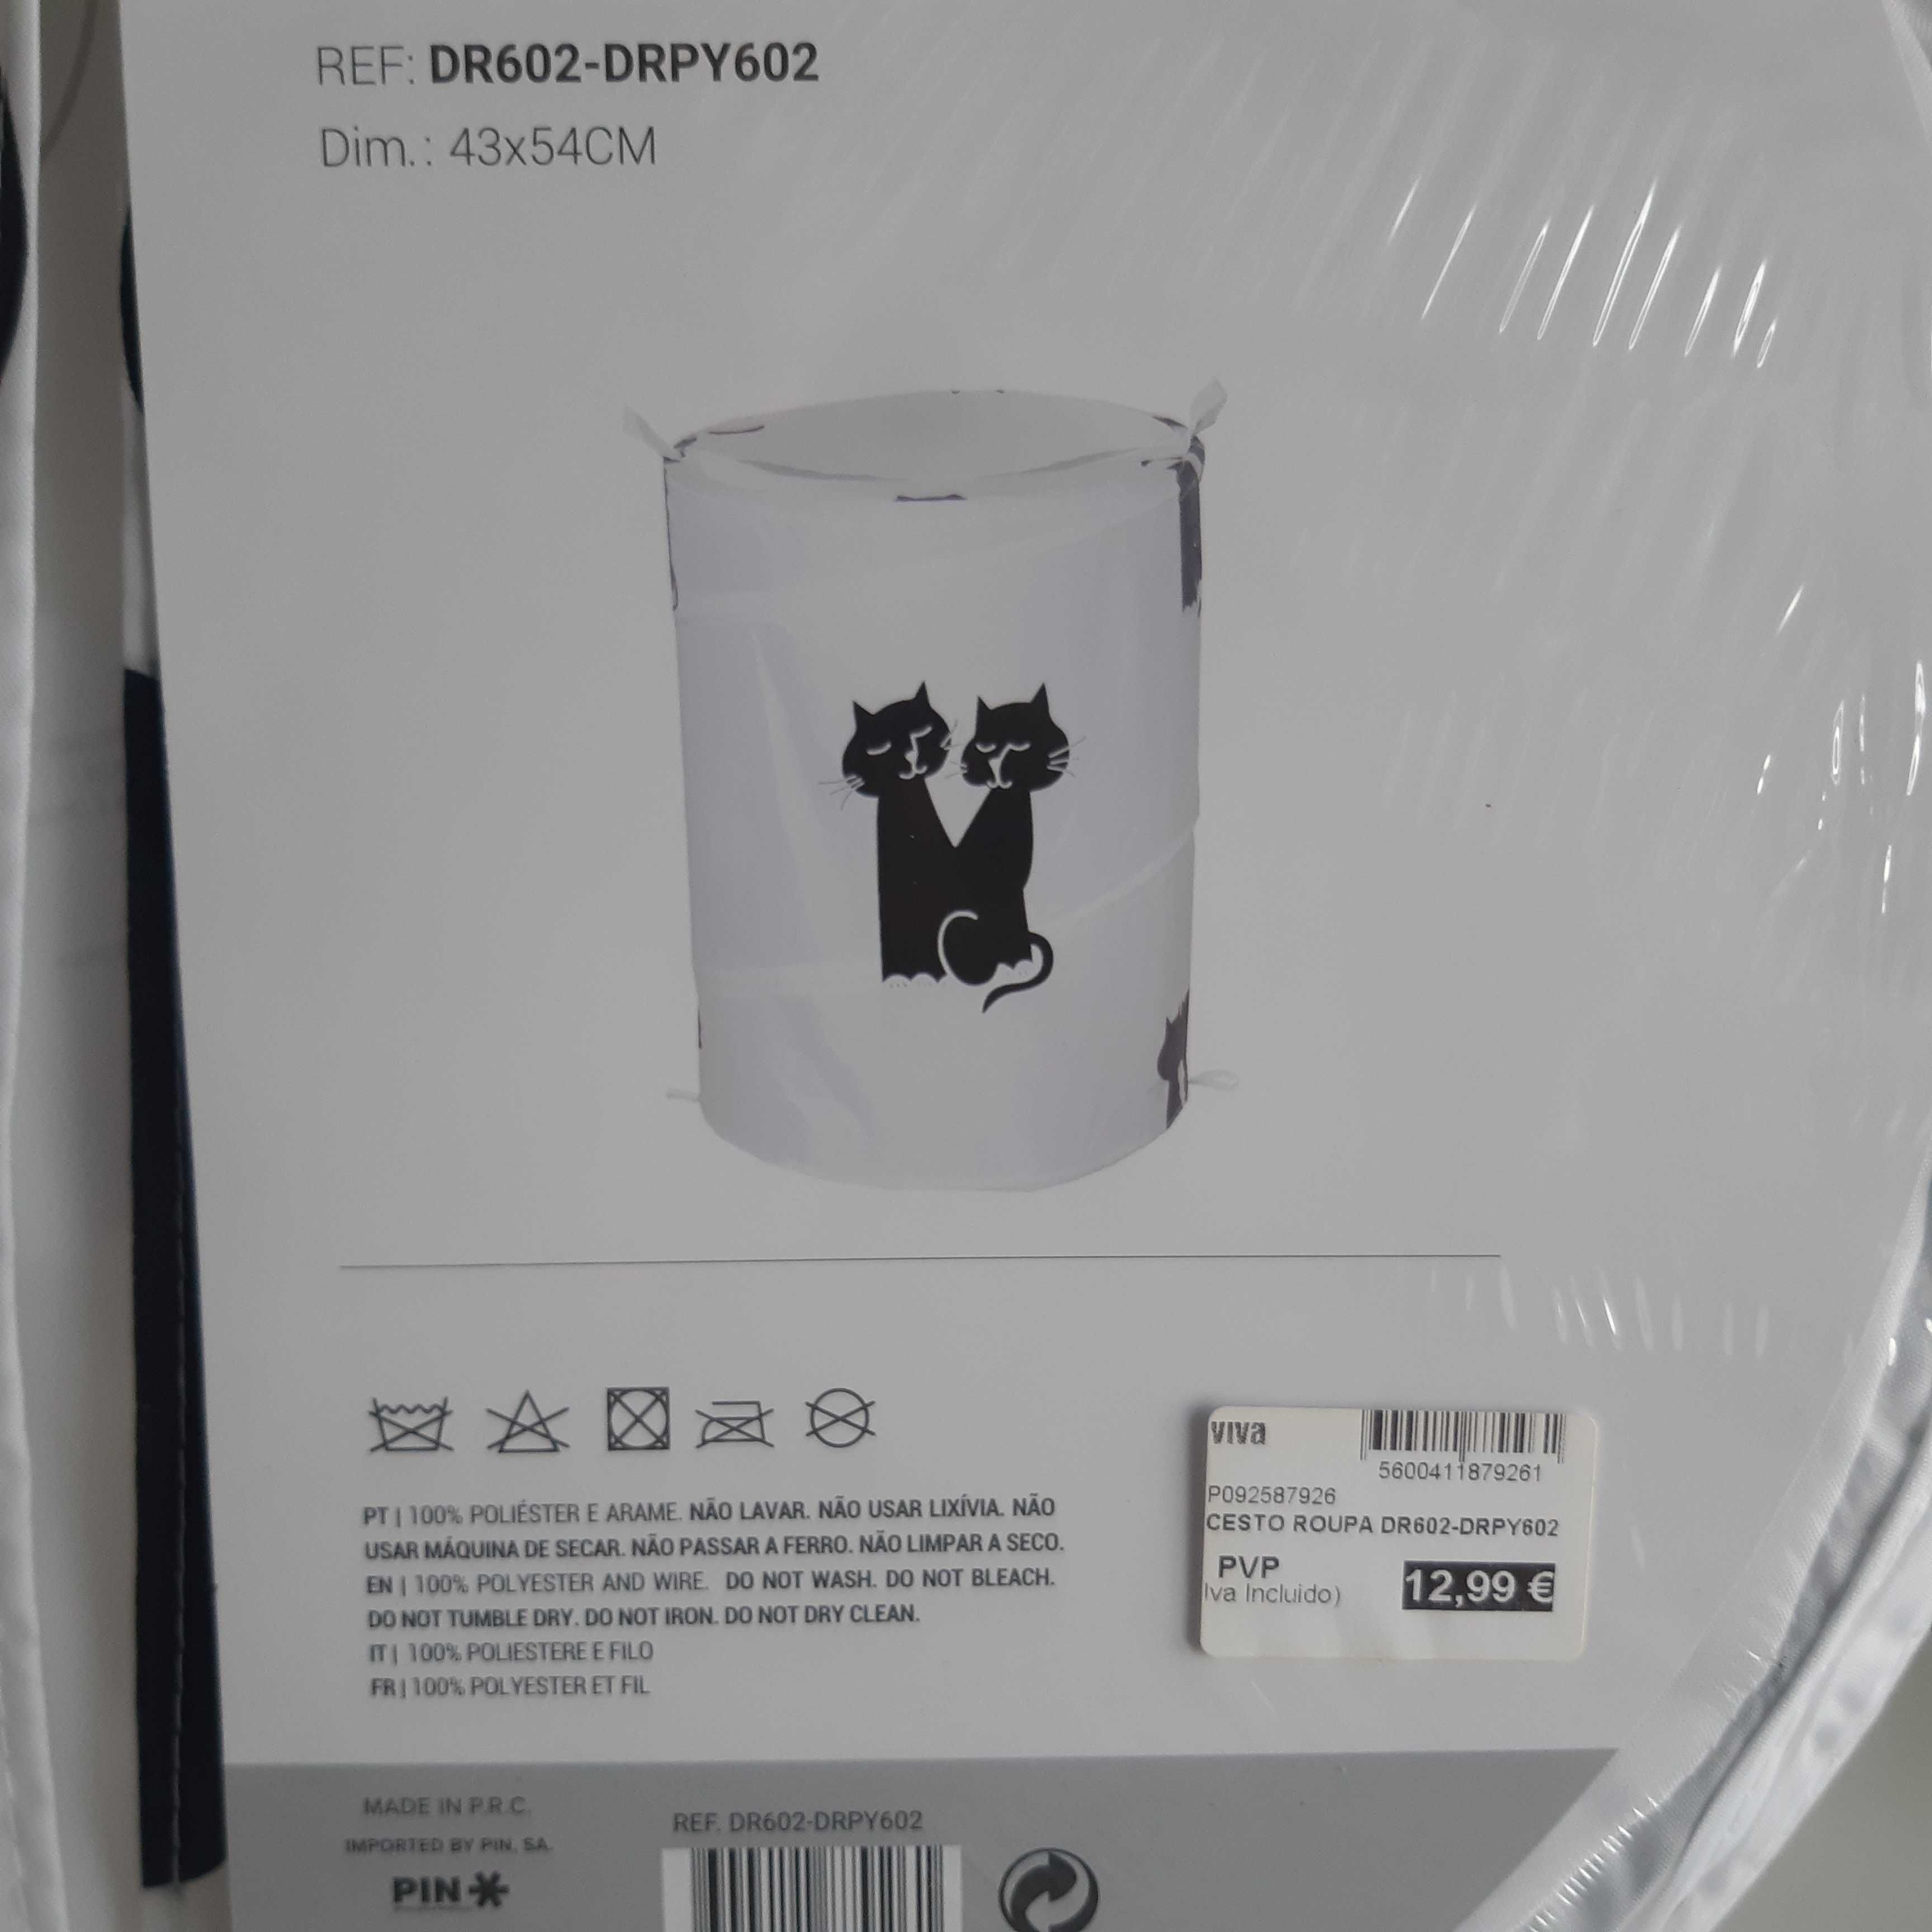 REF: DR602-DRPY602
Dim.: 43x54CM
PT | 100% POLIÉSTER E ARAME. NÃO LAVAR. NÃO USAR LIXÍVIA. NÃO
USAR MÁQUINA DE SECAR. NÃO PASSAR A FERRO. NÃO LIMPAR A SECO.
EN | 100% POLYESTER AND WIRE. DO NOT WASH. DO NOT BLEACH.
DO NOT TUMBLE DRY. DO NOT IRON. DO NOT DRY CLEAN.
IT | 100% POLIESTERE E FILO
FR | 100% POLYESTER ET FIL
viva
5600411879261
P092587926
CESTO ROUPA DR602-DRPY602
PVP
Iva Incluido)
12,99 €
MADE IN P.R.C.
IMPORTED BY PIN, SA.
PIN
REF. DR602-DRPY602